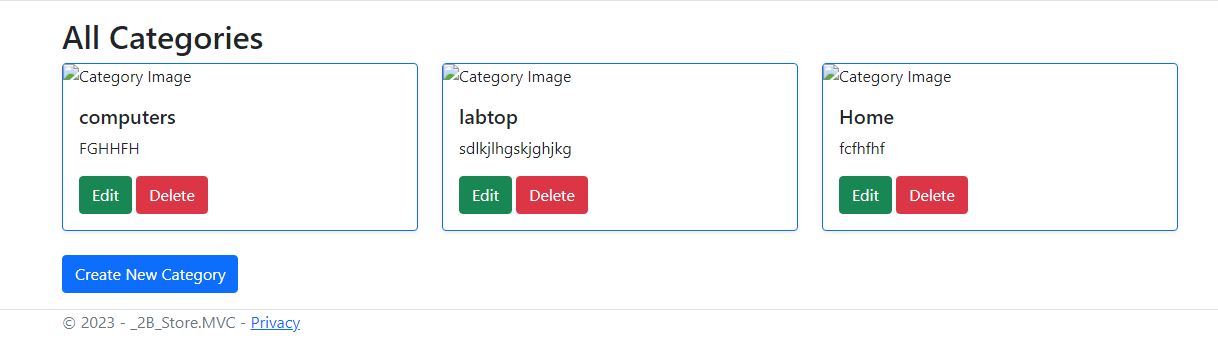 All Categories
Category Image
computers
FGHHFH
Edit Delete
Category Image
labtop
sdlkjlhgskjghjkg
Edit Delete
Category Image
Home
fcfhfhf
Edit Delete
Create New Category
© 2023 - _2B_Store.MVC - Privacy